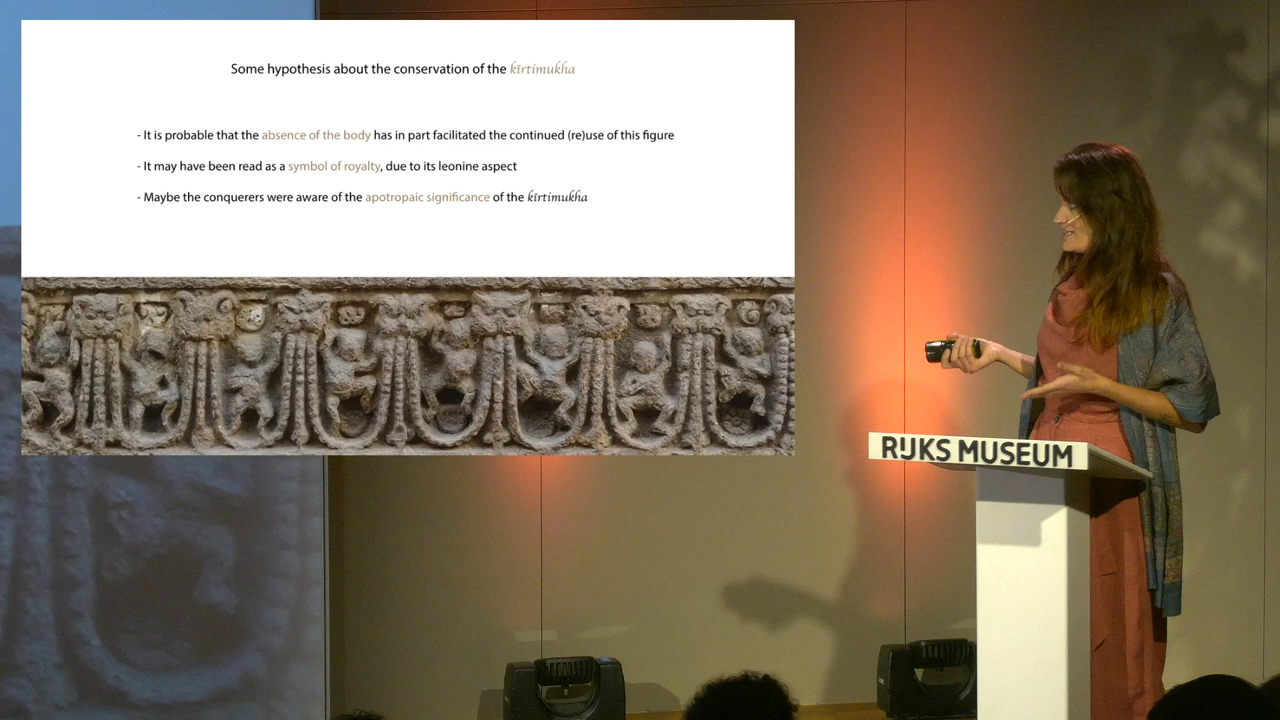 Some hypothesis about the conservation of the kīrtimukha
- It is probable that the absence of the body has in part facilitated the continued (re)use of this figure
- It may have been read as a symbol of royalty, due to its leonine aspect
- Maybe the conquerers were aware of the apotropaic significance of the kīrtimukha
RIJKS MUSEUM